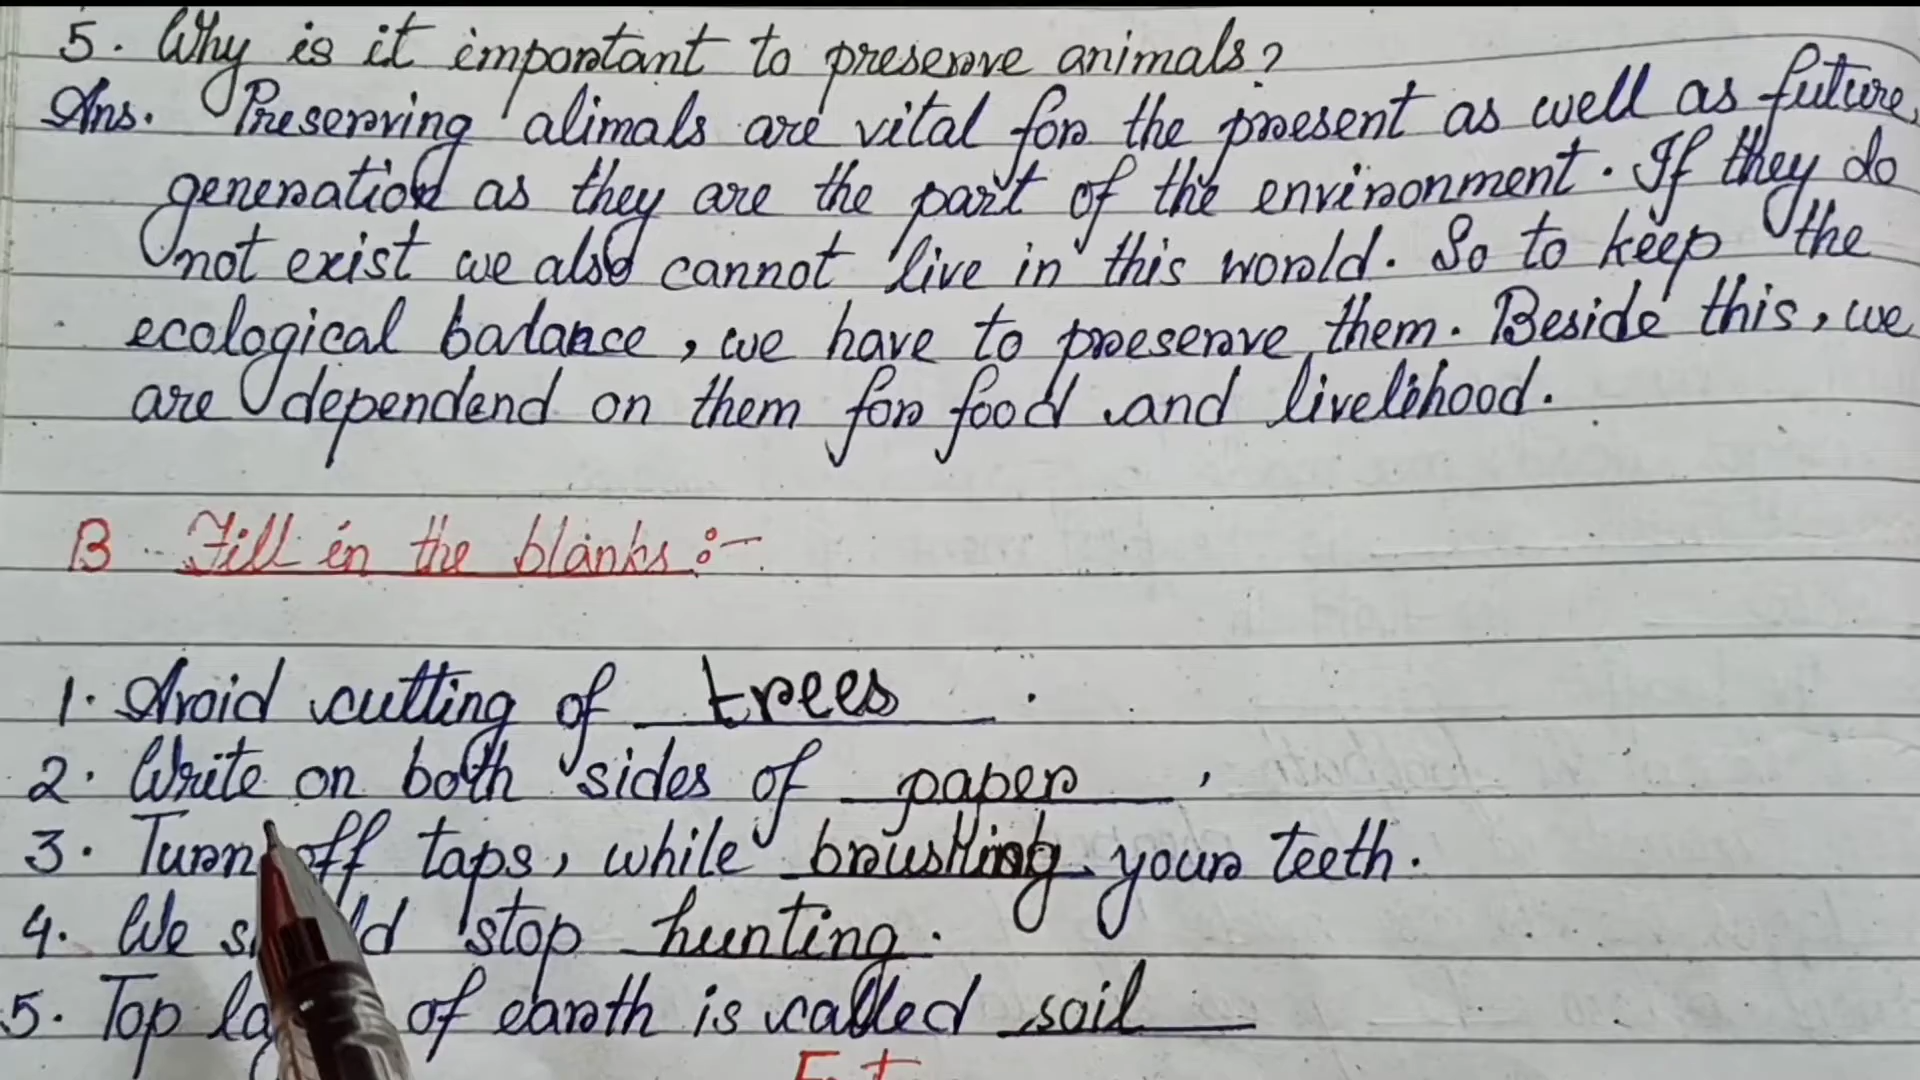 5. Why is it important to preserve animals?
Ans. Preserving alimals are vital for the present as well as future,
generation as they are the part of the environment. If they do
not exist we also cannot live in this world. So to keep the
ecological balance, we have to preserve them. Beside this, we
are dependend on them for food and livelihood.
B. Fill in the blanks:-
1. Avoid cutting of trees.
2. Write on both sides of paper.
3. Turn off taps, while brushing your teeth.
4. We stop hunting.
5. Top of earth is called soil